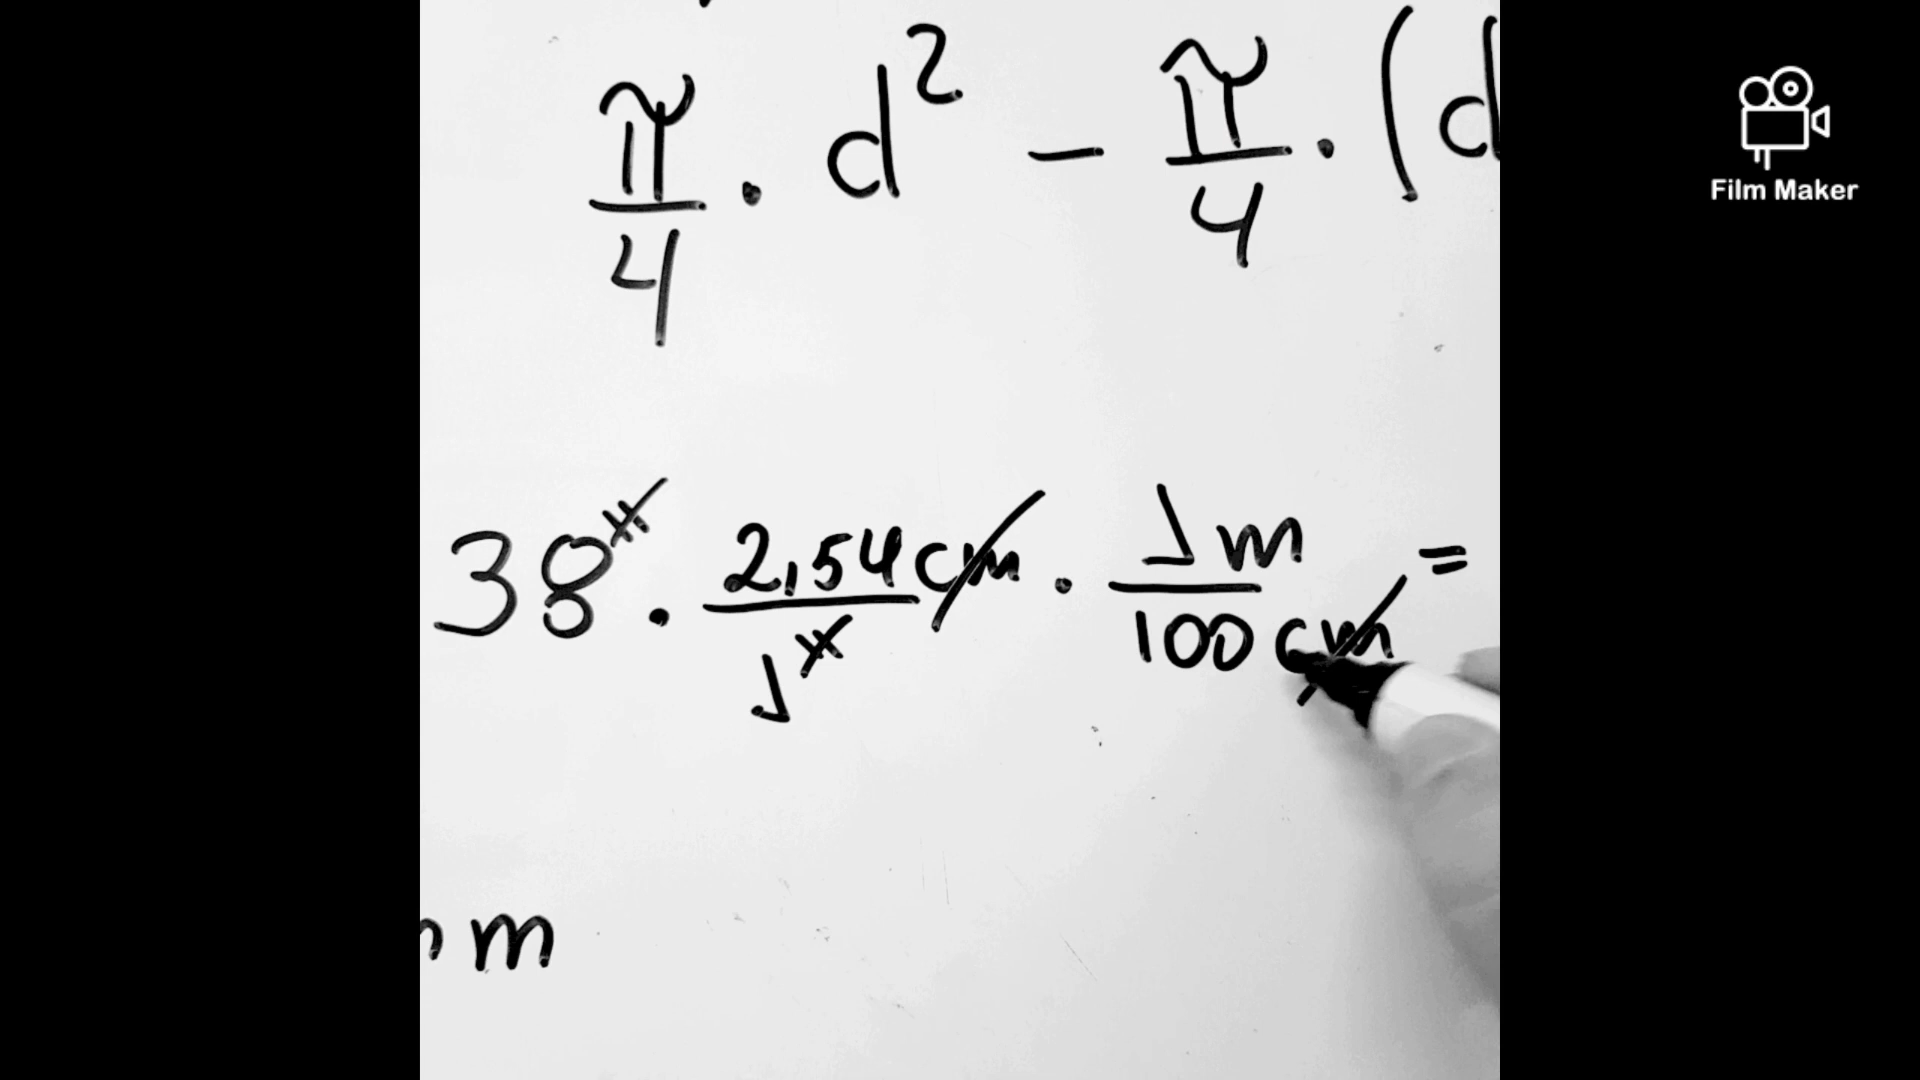 π/4 · d² − π/4 · (d
38" · 2,54 cm/1" · 1 m/100 cm =
m
Film Maker